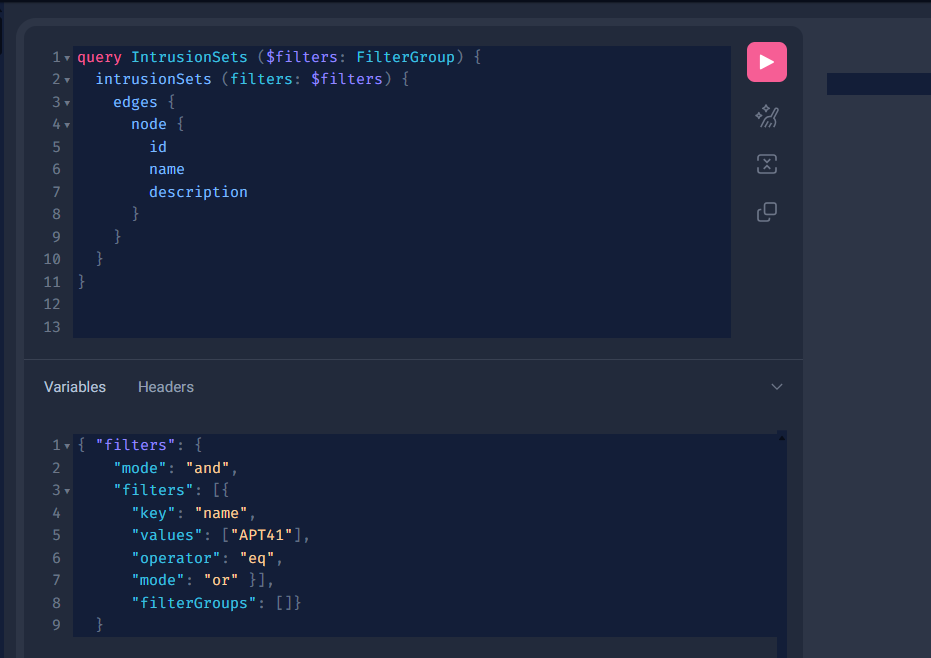 1 query IntrusionSets ($filters: FilterGroup) {
2 intrusionSets (filters: $filters) {
3 edges {
4 node {
5 id
6 name
7 description
8 }
9 }
10 }
11 }
12
13
Variables Headers
1 { "filters": {
2 "mode": "and",
3 "filters": [{
4 "key": "name",
5 "values": ["APT41"],
6 "operator": "eq",
7 "mode": "or" }],
8 "filterGroups": []}
9 }